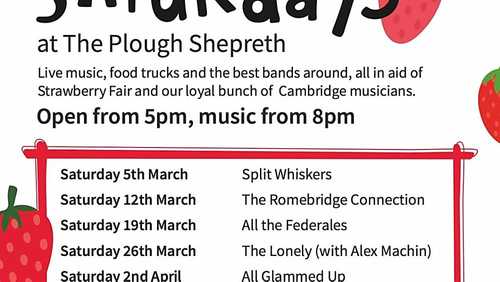 Saturdays
at The Plough Shepreth
Live music, food trucks and the best bands around, all in aid of
Strawberry Fair and our loyal bunch of Cambridge musicians.
Open from 5pm, music from 8pm
Saturday 5th March Split Whiskers
Saturday 12th March The Romebridge Connection
Saturday 19th March All the Federales
Saturday 26th March The Lonely (with Alex Machin)
Saturday 2nd April All Glammed Up